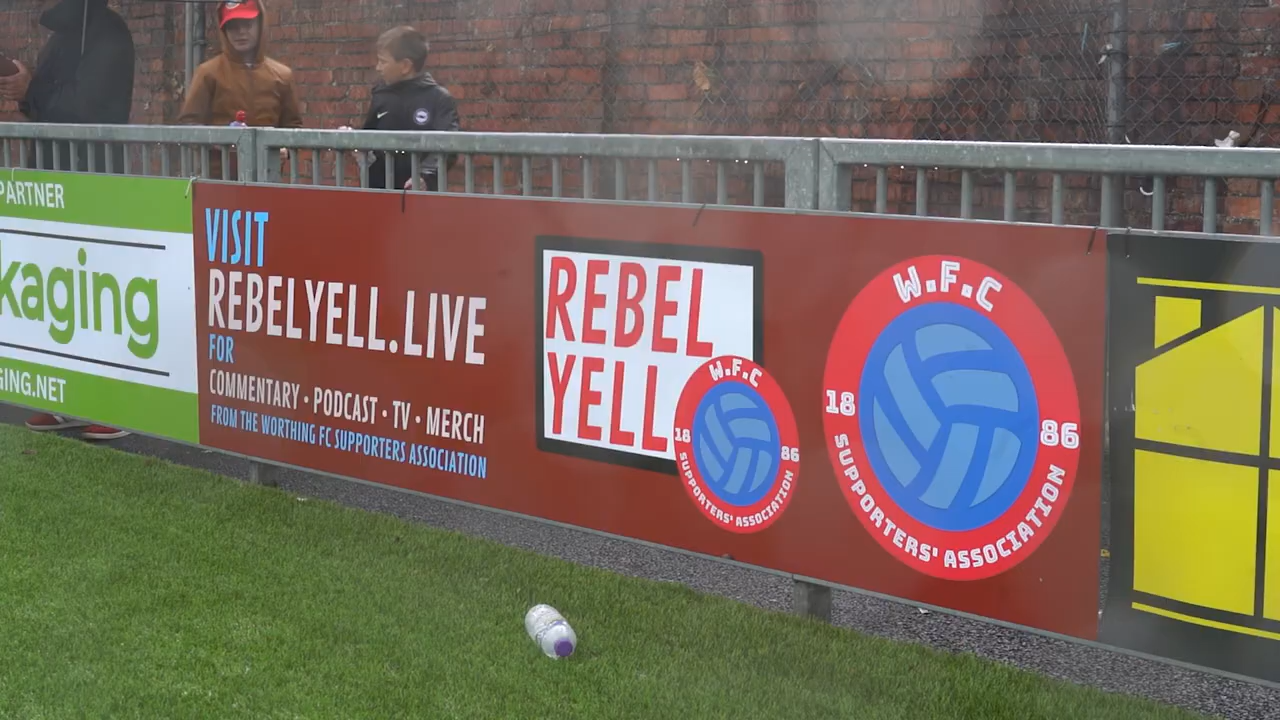 PARTNER
kaging
GING.NET
VISIT
REBELYELL.LIVE
FOR
COMMENTARY · PODCAST · TV · MERCH
FROM THE WORTHING FC SUPPORTERS ASSOCIATION
REBEL
YELL
W.F.C
18 86
SUPPORTERS' ASSOCIATION
W.F.C
18 86
SUPPORTERS' ASSOCIATION